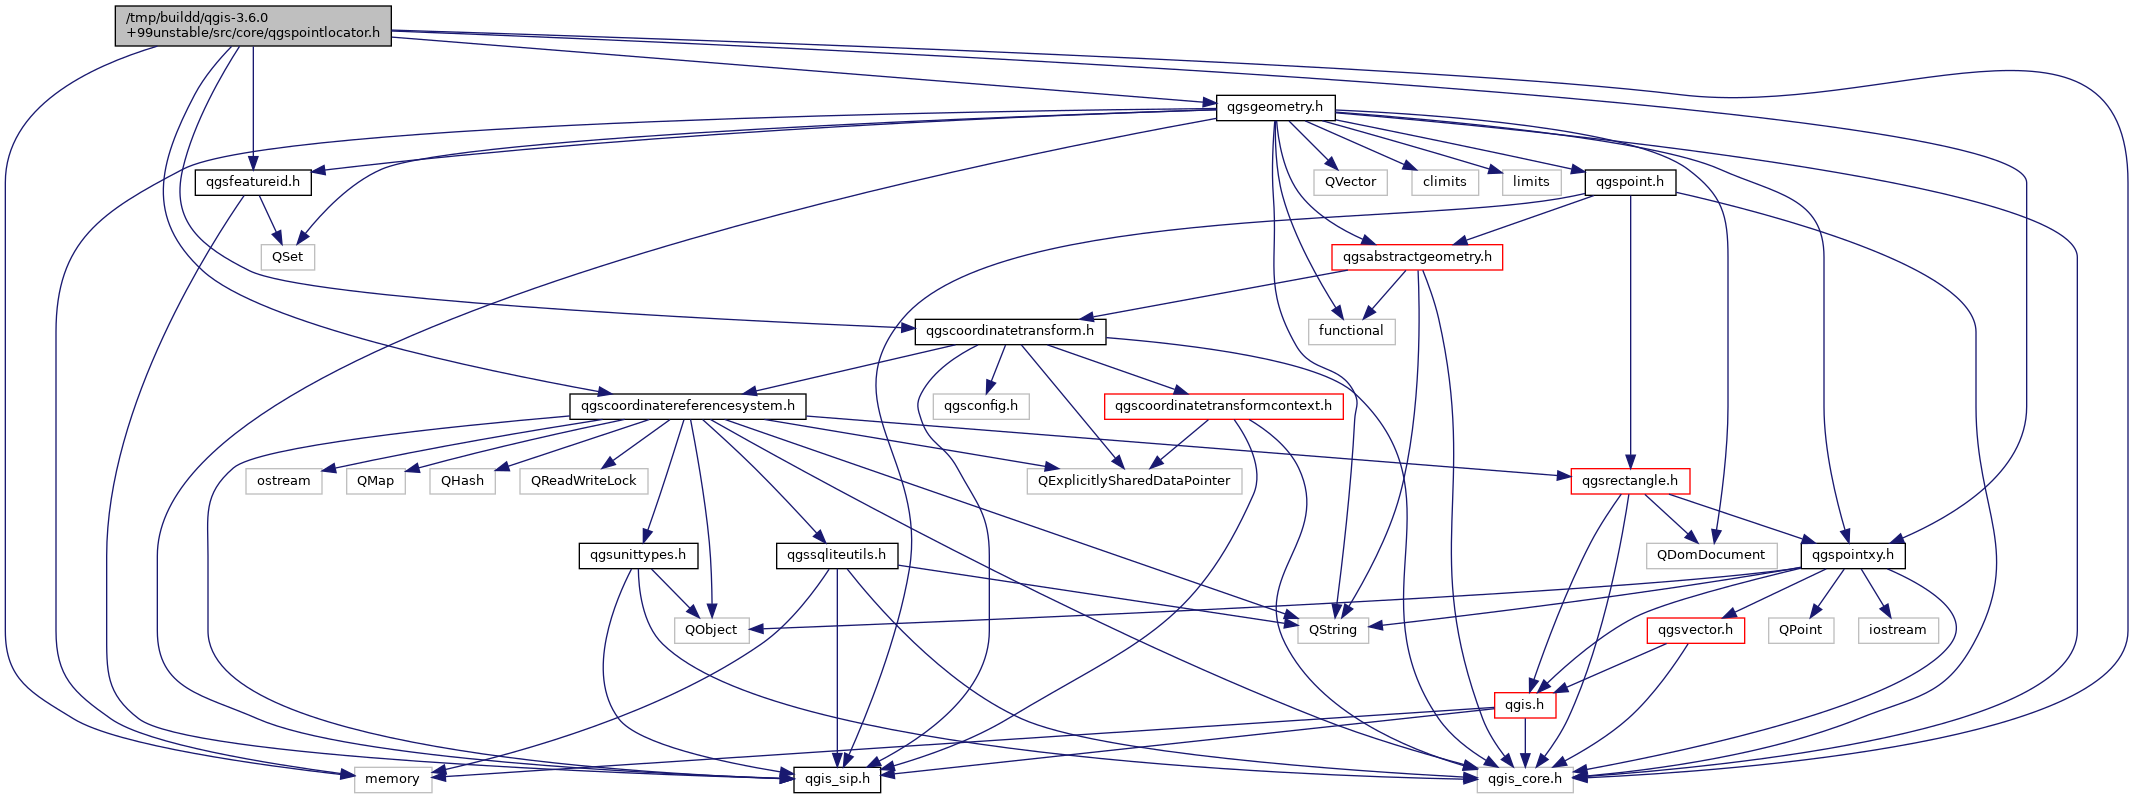 /tmp/buildd/qgis-3.6.0
+99unstable/src/core/qgspointlocator.h
qgsgeometry.h
qgsfeatureid.h
QVector
climits
limits
qgspoint.h
QSet
qgsabstractgeometry.h
qgscoordinatetransform.h
functional
qgscoordinatereferencesystem.h
qgsconfig.h
qgscoordinatetransformcontext.h
ostream
QMap
QHash
QReadWriteLock
QExplicitlySharedDataPointer
qgsrectangle.h
qgsunittypes.h
qgssqliteutils.h
QDomDocument
qgspointxy.h
QObject
QString
qgsvector.h
QPoint
iostream
qgis.h
memory
qgis_sip.h
qgis_core.h